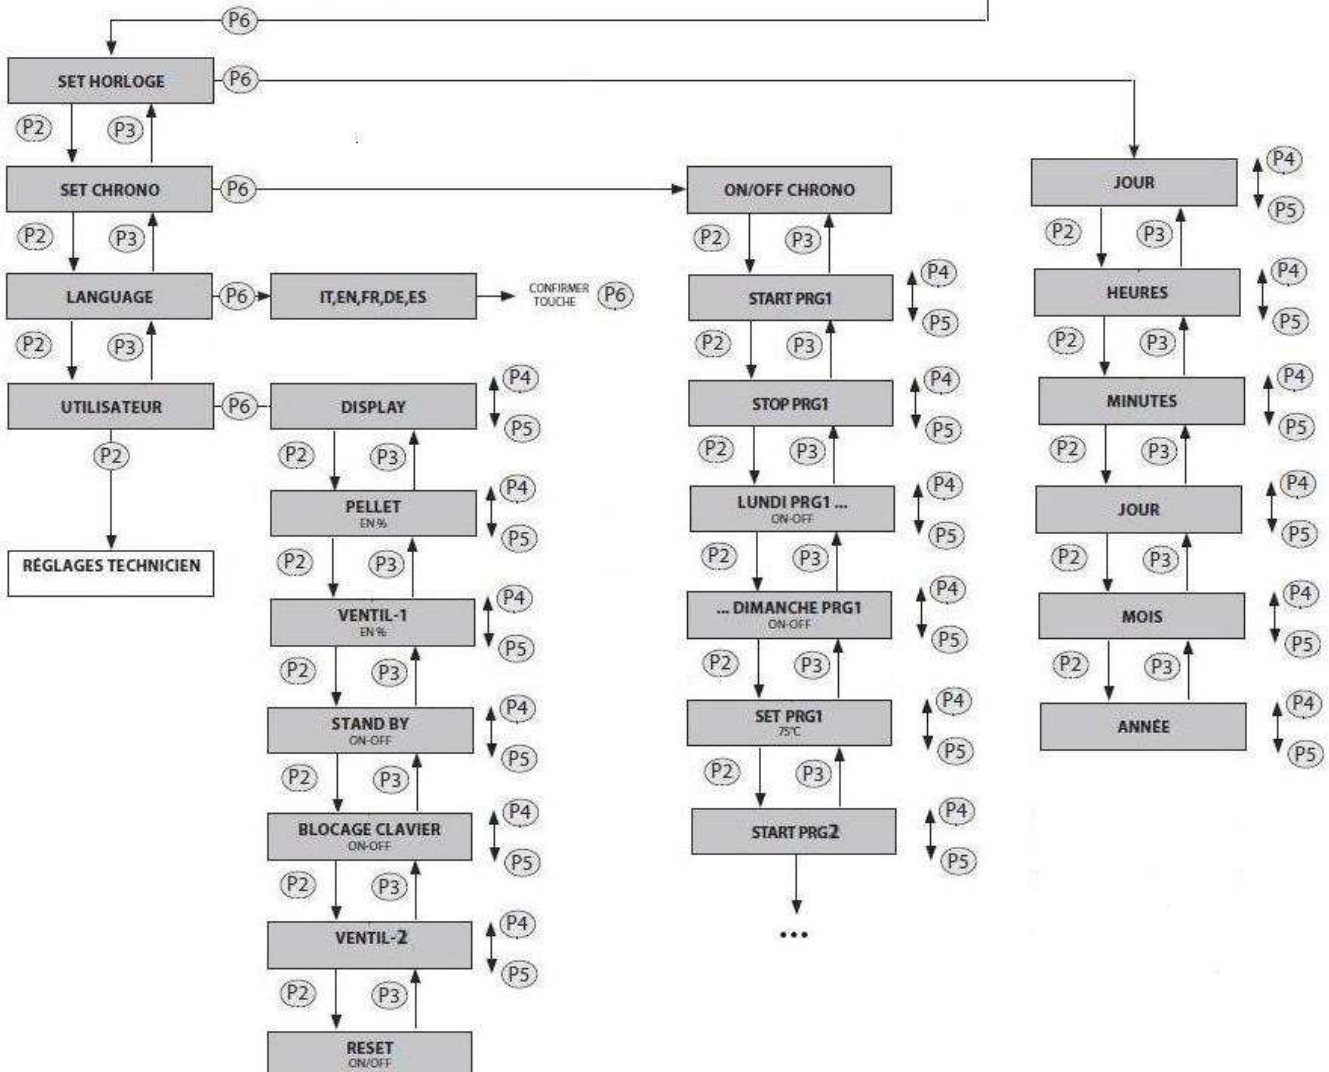 P6
SET HORLOGE
P6
P2
P3
SET CHRONO
P6
P2
P3
LANGUAGE
P6
IT,EN,FR,DE,ES
CONFIRMER
TOUCHE
P6
P2
P3
UTILISATEUR
P6
P2
RÉGLAGES TECHNICIEN
DISPLAY
P4
P5
P2
P3
PELLET
EN %
P4
P5
P2
P3
VENTIL-1
EN %
P4
P5
P2
P3
STAND BY
ON-OFF
P4
P5
P2
P3
BLOCAGE CLAVIER
ON-OFF
P4
P5
P2
P3
VENTIL-2
P4
P5
P2
P3
RESET
ON/OFF
ON/OFF CHRONO
P2
P3
START PRG1
P4
P5
P2
P3
STOP PRG1
P4
P5
P2
P3
LUNDI PRG1 ...
ON-OFF
P4
P5
P2
P3
... DIMANCHE PRG1
ON-OFF
P4
P5
P2
P3
SET PRG1
75°C
P4
P5
P2
P3
START PRG2
P4
P5
...
JOUR
P4
P5
P2
P3
HEURES
P4
P5
P2
P3
MINUTES
P4
P5
P2
P3
JOUR
P4
P5
P2
P3
MOIS
P4
P5
P2
P3
ANNÉE
P4
P5